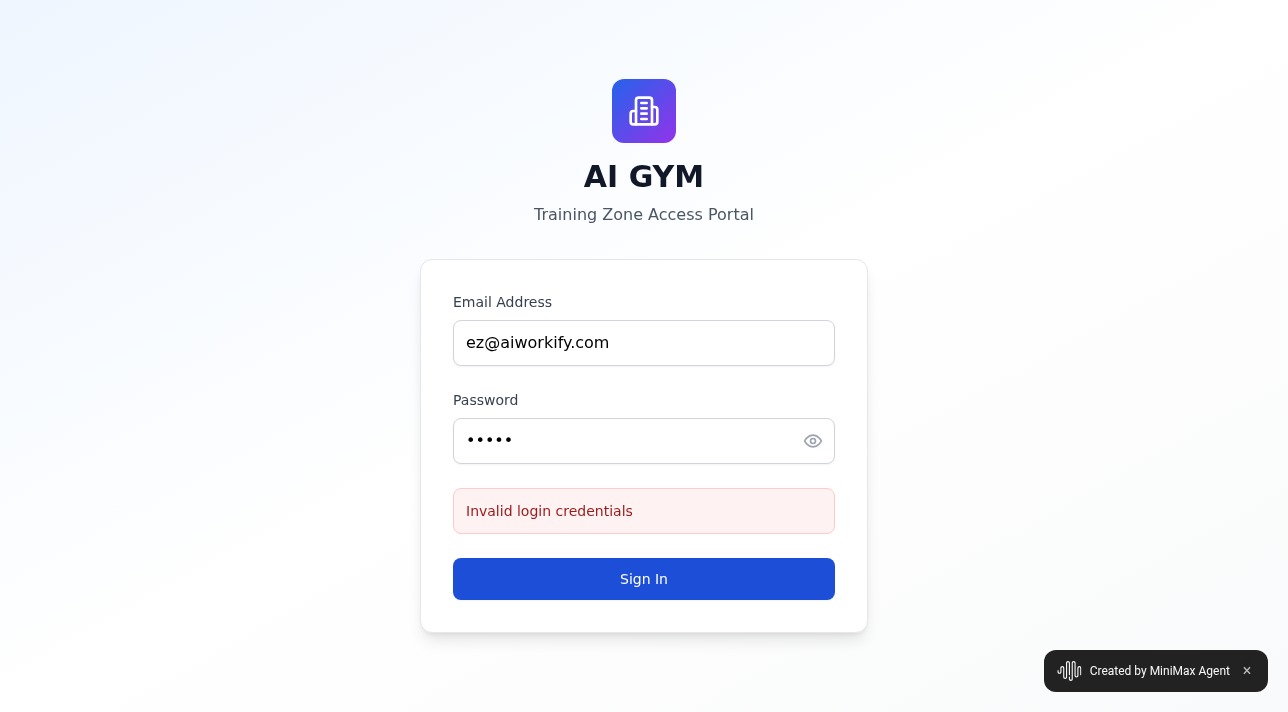 AI GYM
Training Zone Access Portal
Email Address
ez@aiworkify.com
Password
•••••
Invalid login credentials
Sign In
Created by MiniMax Agent ×